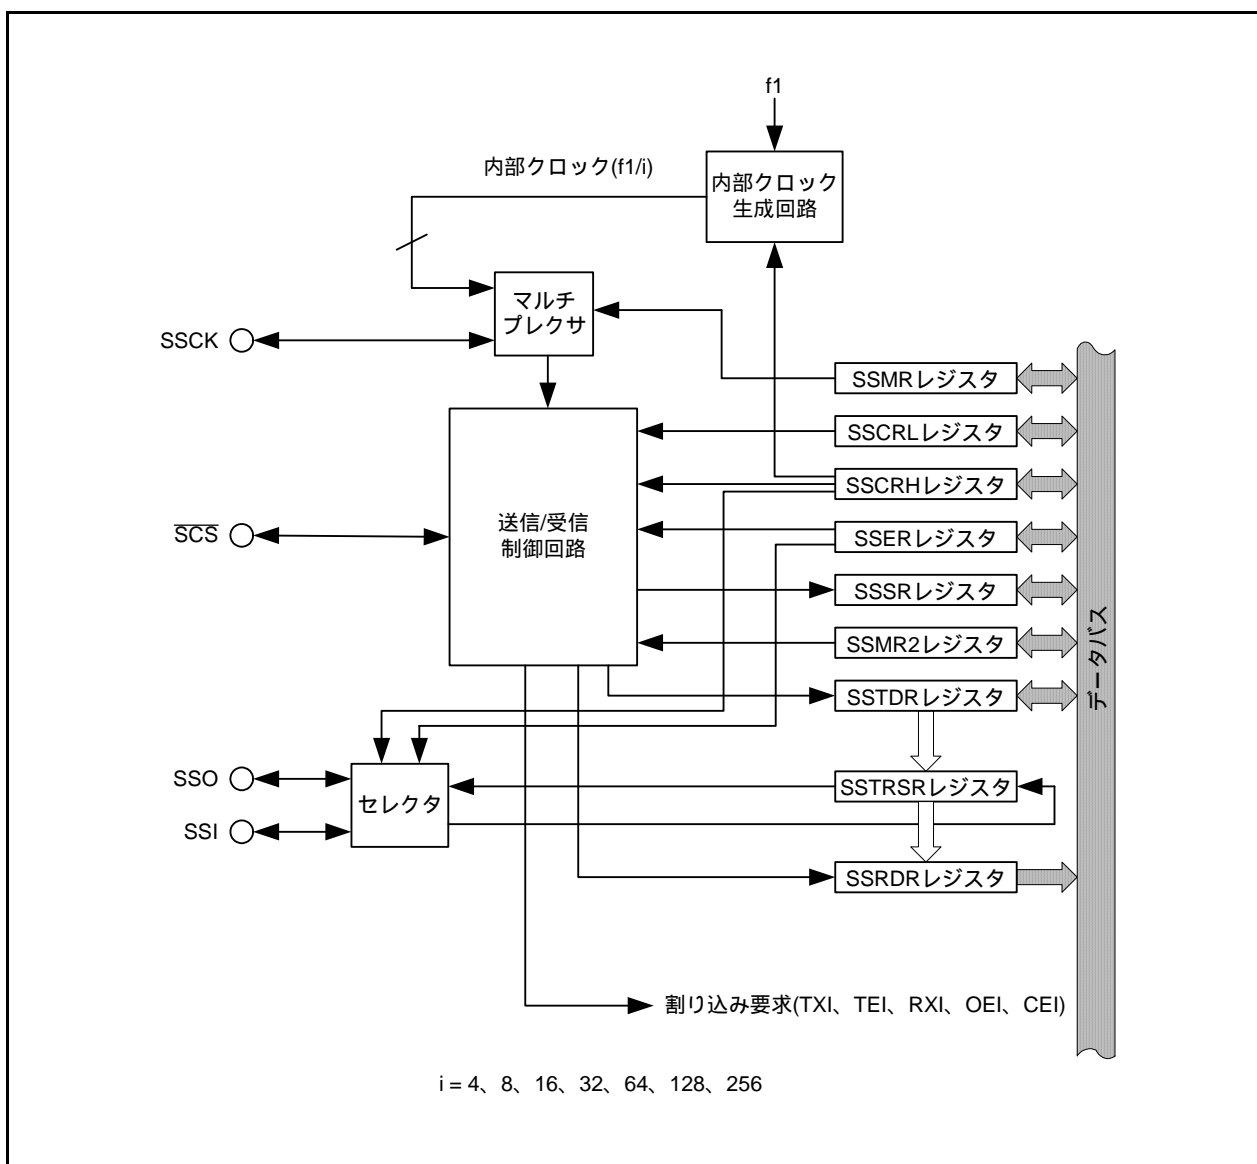 f1
内部クロック(f1/i)
内部クロック
生成回路
マルチ
プレクサ
SSCK
SSMRレジスタ
SSCRLレジスタ
SSCRHレジスタ
SCS
送信/受信
制御回路
SSERレジスタ
SSSRレジスタ
SSMR2レジスタ
SSTDRレジスタ
データバス
SSO
SSI
セレクタ
SSTRSRレジスタ
SSRDRレジスタ
割り込み要求(TXI、TEI、RXI、OEI、CEI)
i = 4、8、16、32、64、128、256